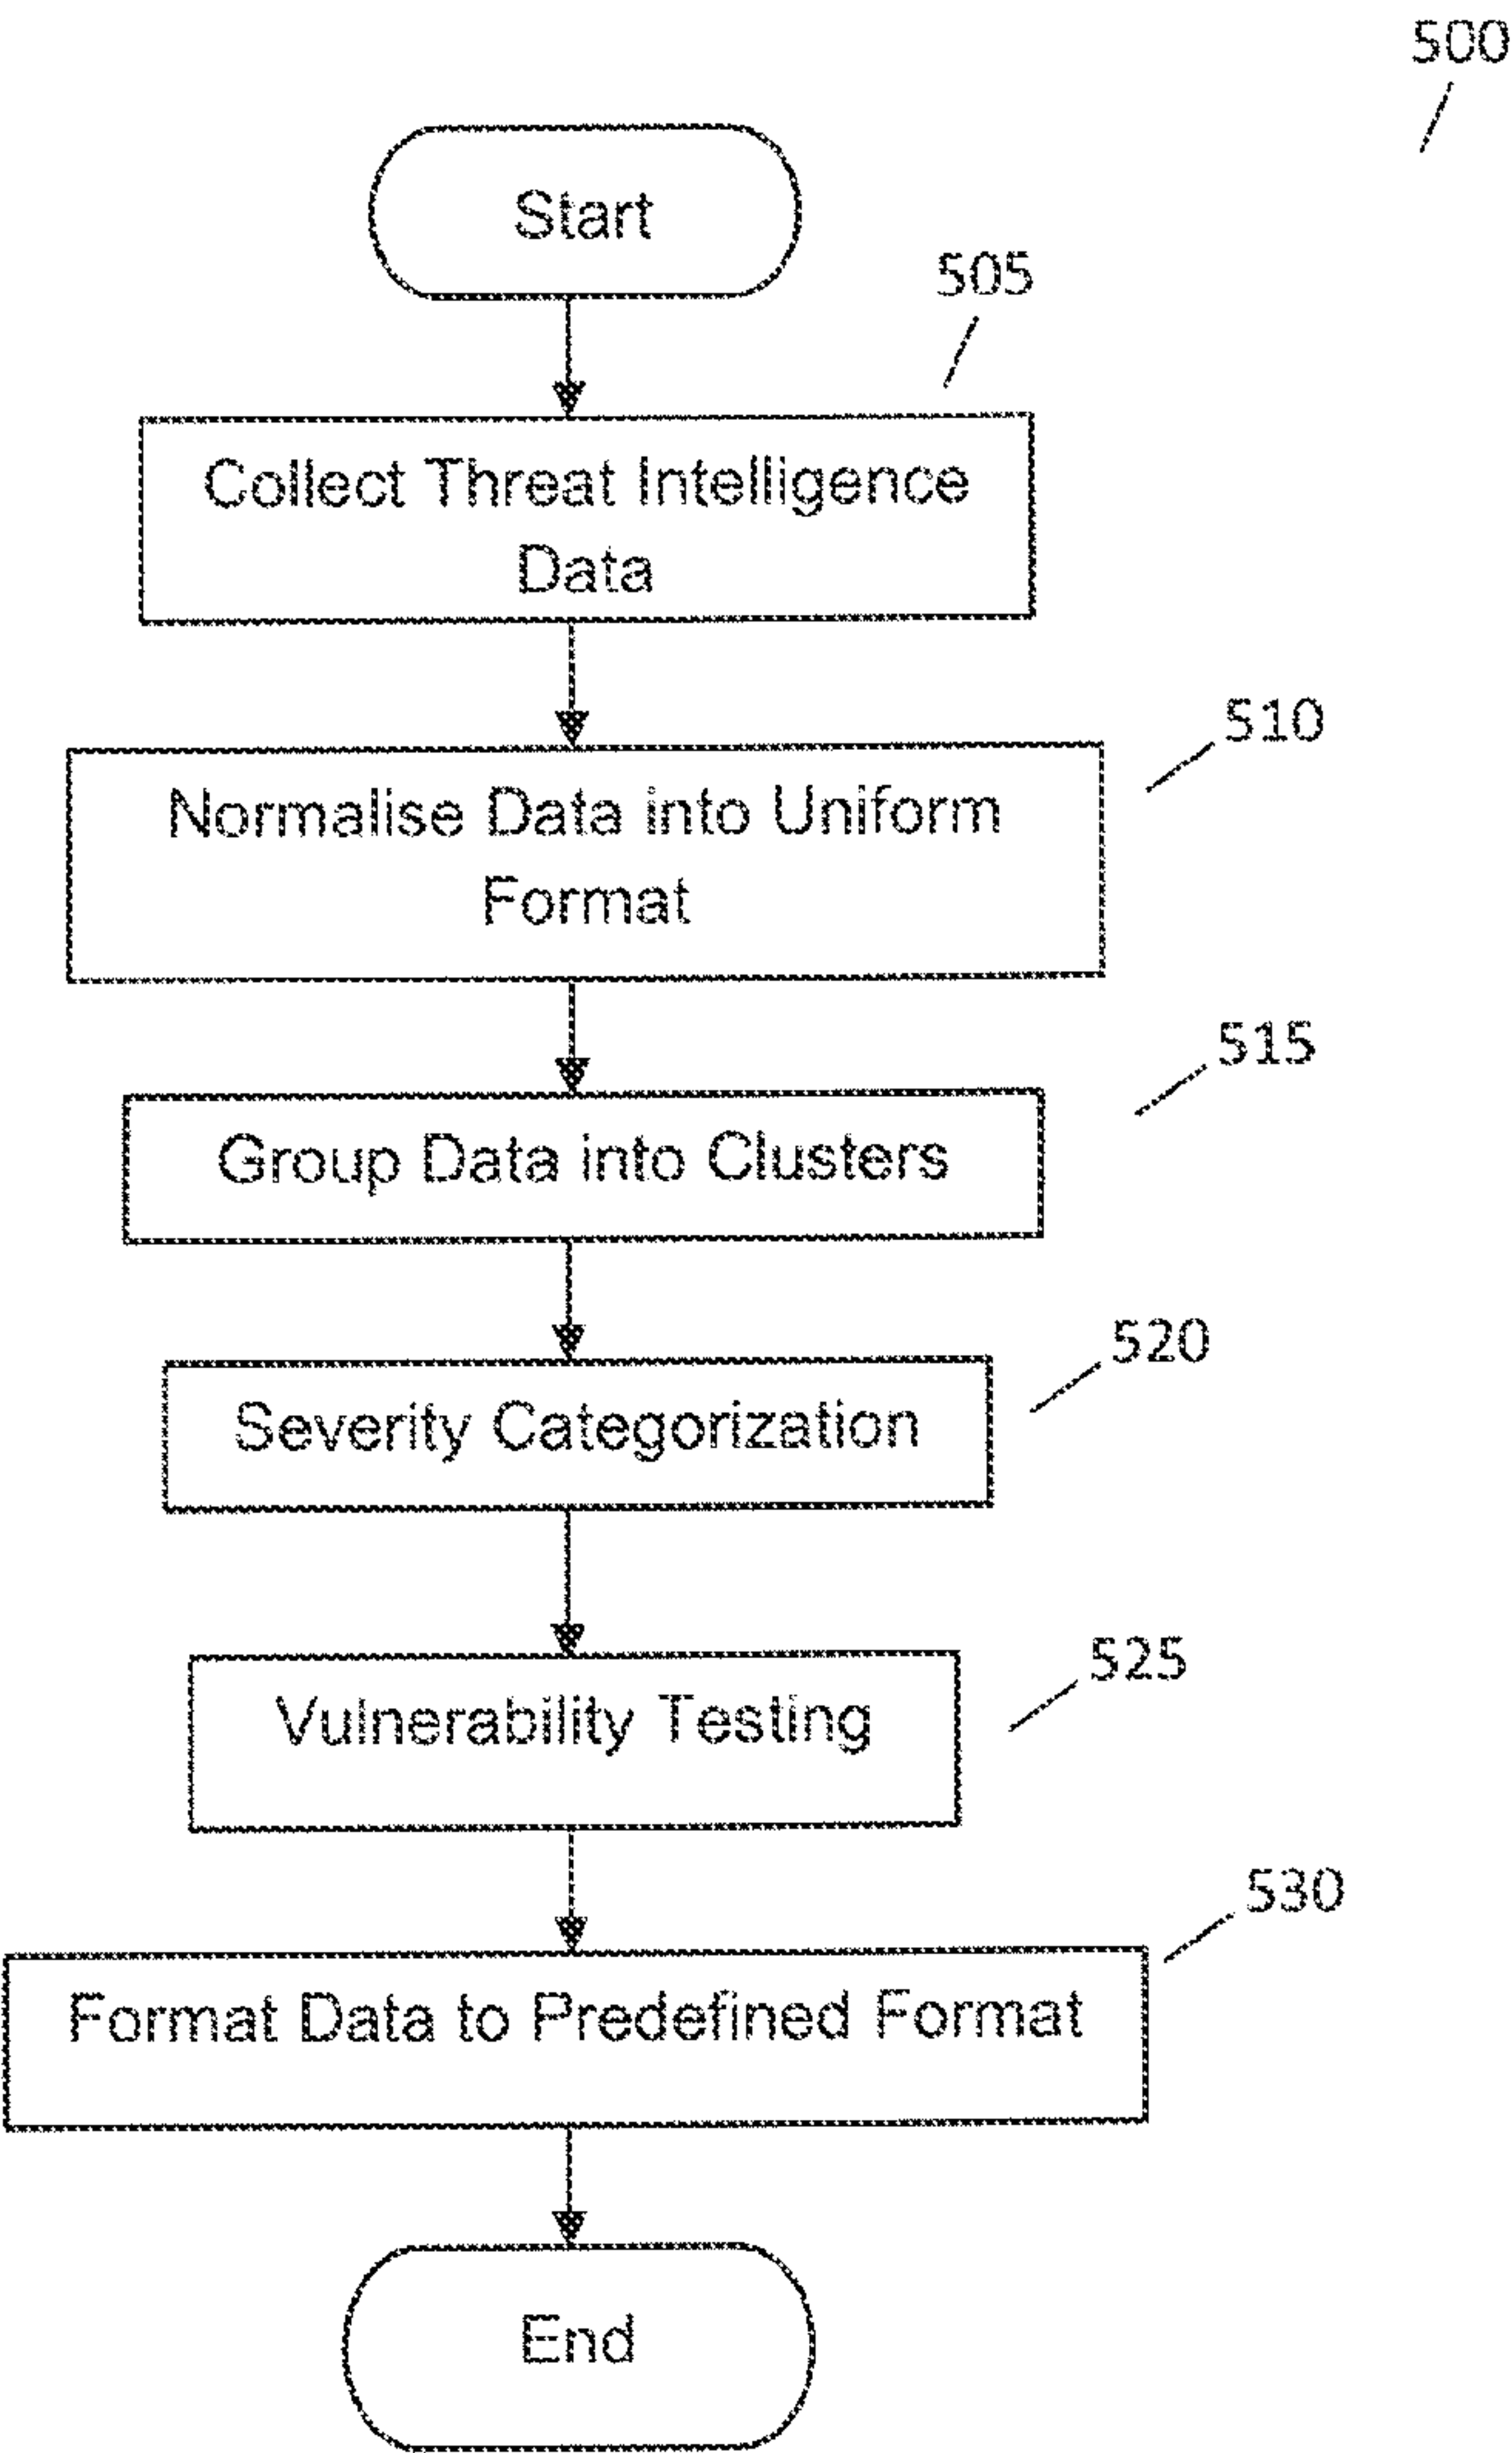 500
Start
505
Collect Threat Intelligence
Data
510
Normalise Data into Uniform
Format
515
Group Data into Clusters
520
Severity Categorization
525
Vulnerability Testing
530
Format Data to Predefined Format
End